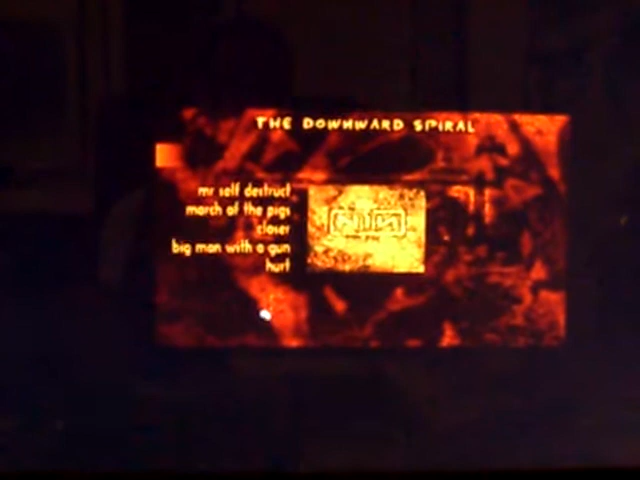 THE DOWNWARD SPIRAL
mr self destruct
march of the pigs
closer
big man with a gun
hurt